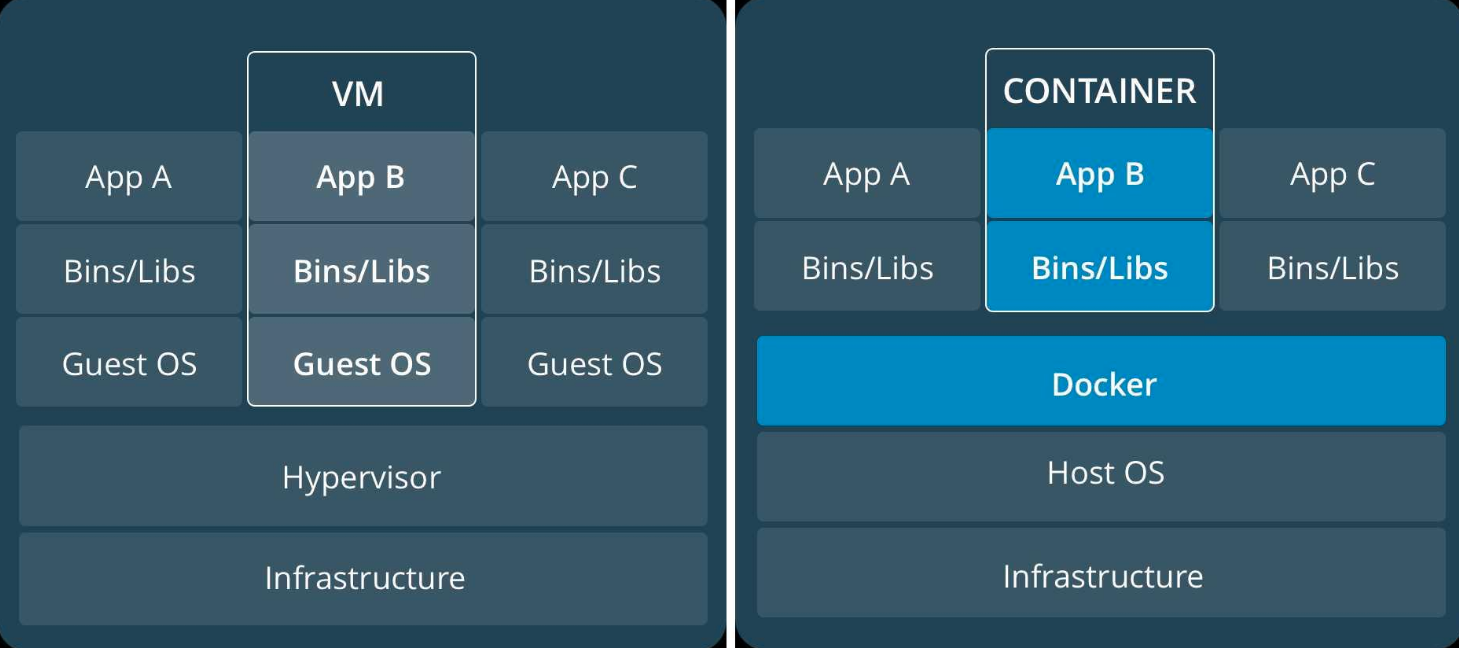 VM
App A
App B
App C
Bins/Libs
Bins/Libs
Bins/Libs
Guest OS
Guest OS
Guest OS
Hypervisor
Infrastructure
CONTAINER
App A
App B
App C
Bins/Libs
Bins/Libs
Bins/Libs
Docker
Host OS
Infrastructure